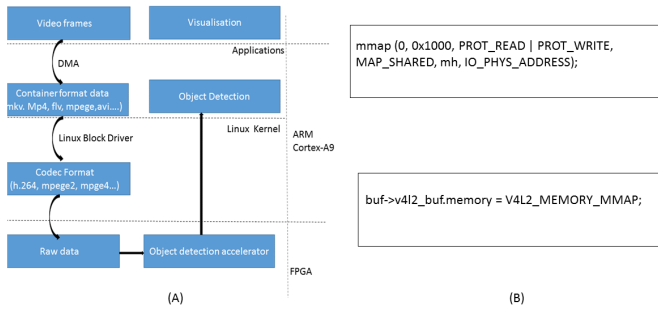 Video frames
Visualisation
Applications
DMA
Container format data
mkv. Mp4, flv, mpege,avi....)
Object Detection
Linux Block Driver
Linux Kernel
ARM
Cortex-A9
Codec Format
(h.264, mpege2, mpge4...)
Raw data
Object detection accelerator
FPGA
(A)
mmap (0, 0x1000, PROT_READ | PROT_WRITE,
MAP_SHARED, mh, IO_PHYS_ADDRESS);
buf->v4l2_buf.memory = V4L2_MEMORY_MMAP;
(B)